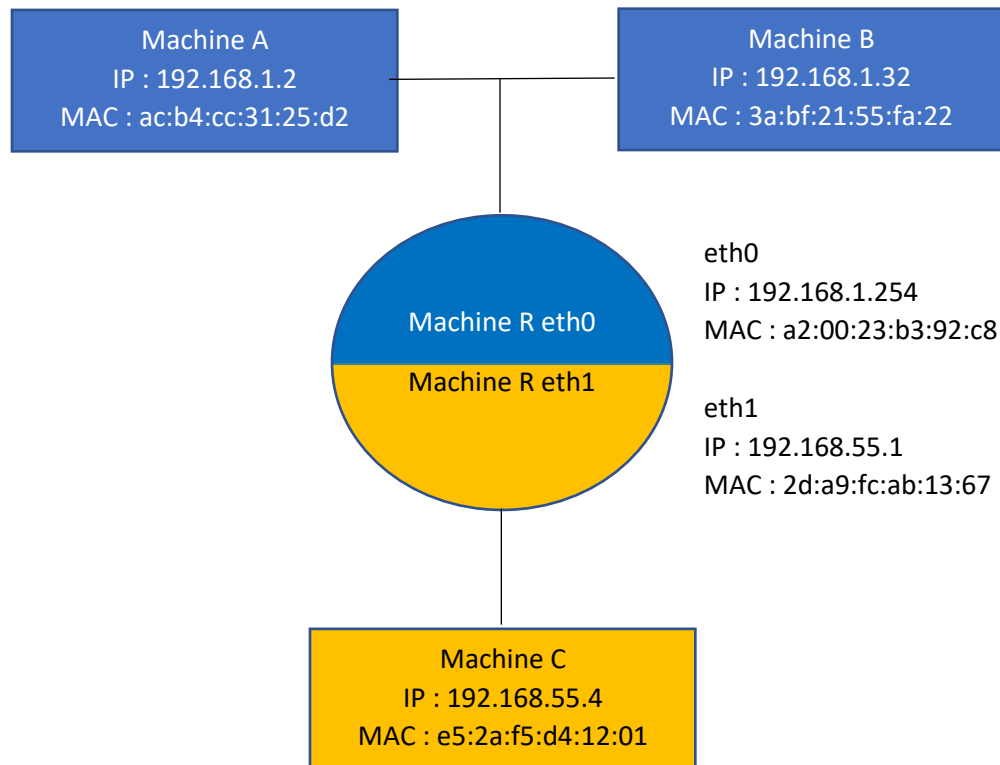 Machine A
IP : 192.168.1.2
MAC : ac:b4:cc:31:25:d2
Machine B
IP : 192.168.1.32
MAC : 3a:bf:21:55:fa:22
Machine R eth0
Machine R eth1
eth0
IP : 192.168.1.254
MAC : a2:00:23:b3:92:c8
eth1
IP : 192.168.55.1
MAC : 2d:a9:fc:ab:13:67
Machine C
IP : 192.168.55.4
MAC : e5:2a:f5:d4:12:01